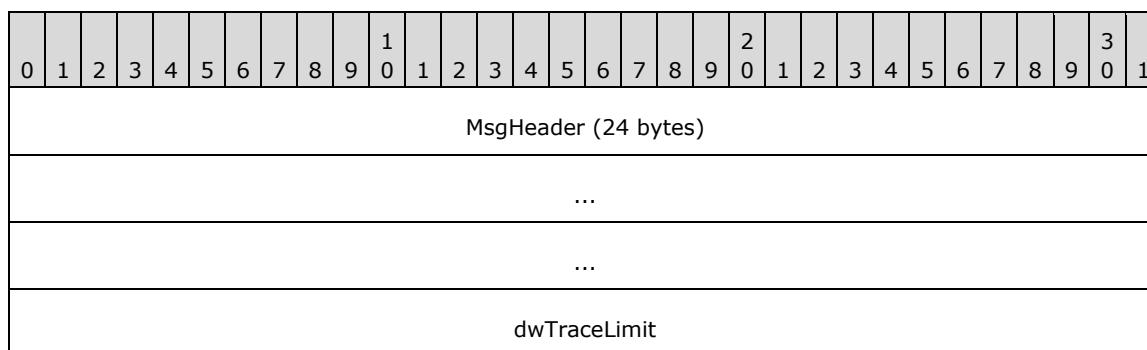 1 2 3
0 1 2 3 4 5 6 7 8 9 0 1 2 3 4 5 6 7 8 9 0 1 2 3 4 5 6 7 8 9 0 1
MsgHeader (24 bytes)
...
...
dwTraceLimit